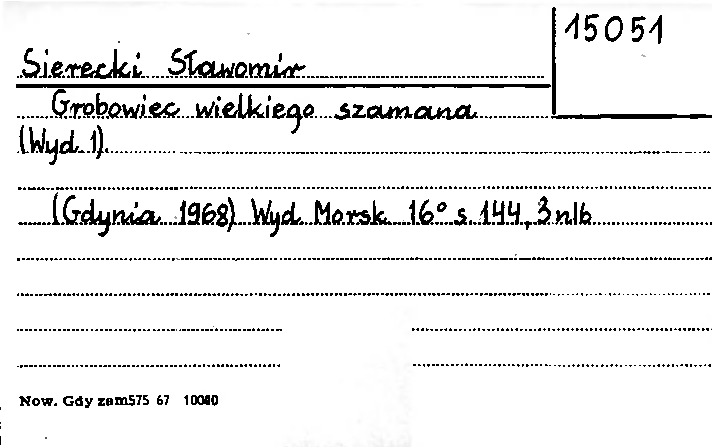 15051
Sierecki Sławomir
Grobowiec wielkiego szamana
(Wyd. 1).
(Gdynia 1968) Wyd. Morsk. 16° s. 144, 3 nlb
Now. Gdy zam575 67 10000